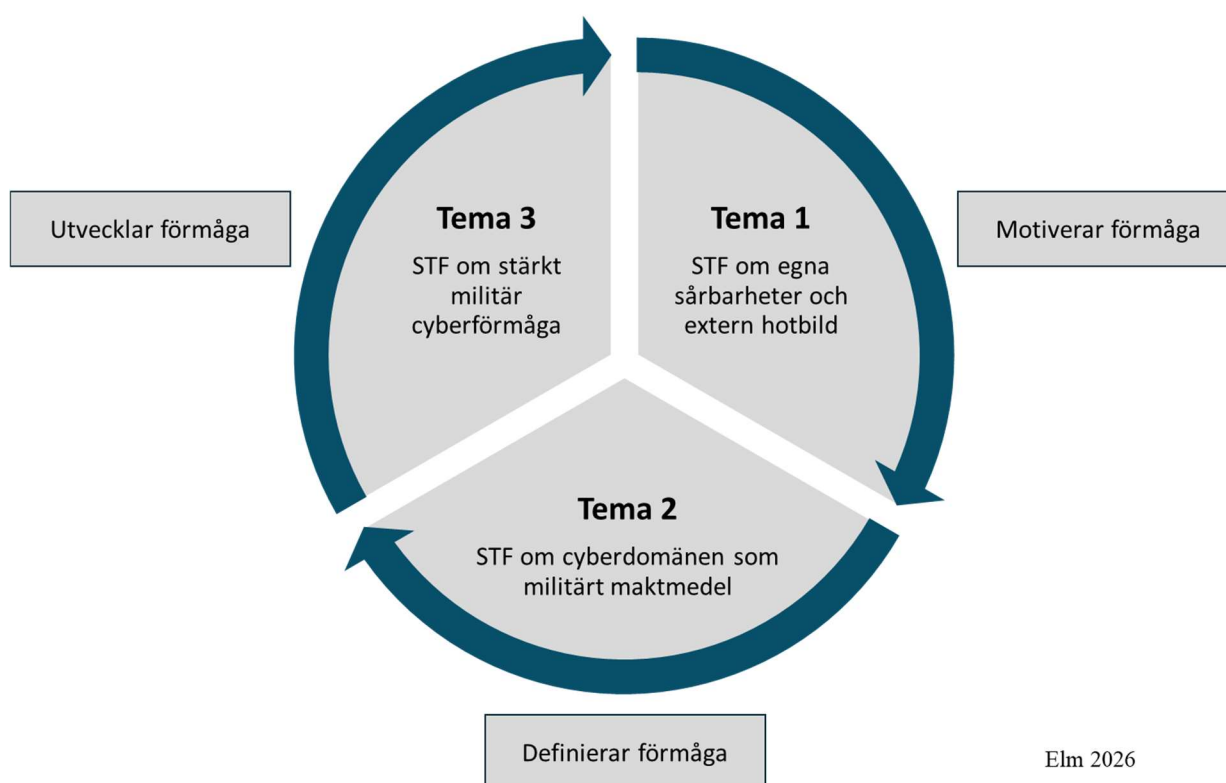 Utvecklar förmåga
Tema 3
STF om stärkt
militär
cyberförmåga
Tema 1
STF om egna
sårbarheter och
extern hotbild
Motiverar förmåga
Tema 2
STF om cyberdomänen som
militärt maktmedel
Definierar förmåga
Elm 2026